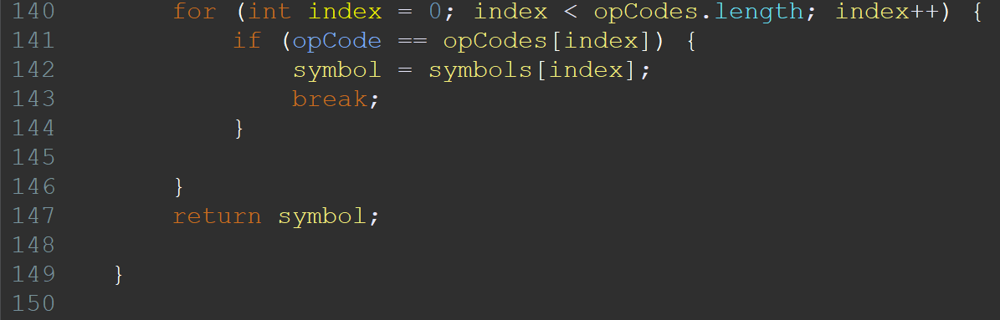 140        for (int index = 0; index < opCodes.length; index++) {
141            if (opCode == opCodes[index]) {
142                symbol = symbols[index];
143                break;
144            }
145
146        }
147        return symbol;
148
149    }
150